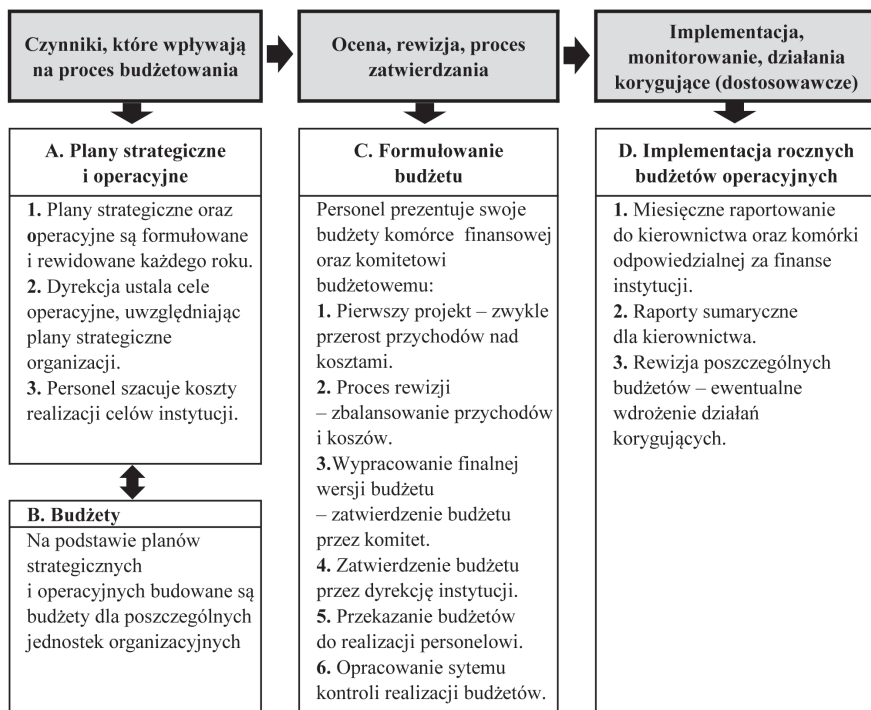 Czynniki, które wpływają
na proces budżetowania
Ocena, rewizja, proces
zatwierdzania
Implementacja,
monitorowanie, działania
korygujące (dostosowawcze)
A. Plany strategiczne
i operacyjne
1. Plany strategiczne oraz
operacyjne są formułowane
i rewidowane każdego roku.
2. Dyrekcja ustala cele
operacyjne, uwzględniając
plany strategiczne
organizacji.
3. Personel szacuje koszty
realizacji celów instytucji.
B. Budżety
Na podstawie planów
strategicznych
i operacyjnych budowane są
budżety dla poszczególnych
jednostek organizacyjnych
C. Formułowanie
budżetu
Personel prezentuje swoje
budżety komórce finansowej
oraz komitetowi
budżetowemu:
1. Pierwszy projekt – zwykle
przerost przychodów nad
kosztami.
2. Proces rewizji
– zbalansowanie przychodów
i koszów.
3.Wypracowanie finalnej
wersji budżetu
– zatwierdzenie budżetu
przez komitet.
4. Zatwierdzenie budżetu
przez dyrekcję instytucji.
5. Przekazanie budżetów
do realizacji personelowi.
6. Opracowanie sytemu
kontroli realizacji budżetów.
D. Implementacja rocznych
budżetów operacyjnych
1. Miesięczne raportowanie
do kierownictwa oraz komórki
odpowiedzialnej za finanse
instytucji.
2. Raporty sumaryczne
dla kierownictwa.
3. Rewizja poszczególnych
budżetów – ewentualne
wdrożenie działań
korygujących.